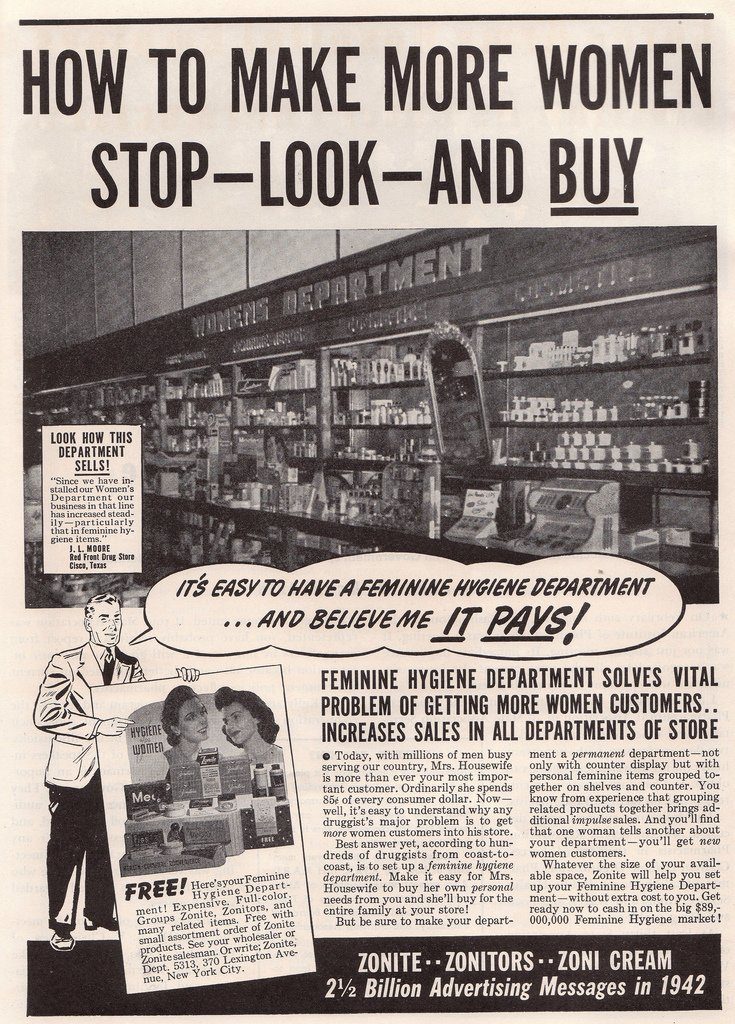 HOW TO MAKE MORE WOMEN
STOP—LOOK—AND BUY
WOMENS DEPARTMENT
COSMETICS
LOOK HOW THIS
DEPARTMENT
SELLS!
"Since we have in-
stalled our Women's
Department our
business in that line
has increased stead-
ily—particularly
that in feminine hy-
giene items."
J. L. MOORE
Red Front Drug Store
Cisco, Texas
IT'S EASY TO HAVE A FEMININE HYGIENE DEPARTMENT
...AND BELIEVE ME IT PAYS!
HYGIENE
WOMEN
Zonite
FREE
FREE! Here's your Feminine
Hygiene Depart-
ment! Expensive. Full-color.
Groups Zonite, Zonitors, and
many related items. Free with
small assortment order of Zonite
products. See your wholesaler or
Zonite salesman. Or write: Zonite,
Dept. 5313, 370 Lexington Ave-
nue, New York City.
FEMININE HYGIENE DEPARTMENT SOLVES VITAL
PROBLEM OF GETTING MORE WOMEN CUSTOMERS..
INCREASES SALES IN ALL DEPARTMENTS OF STORE
● Today, with millions of men busy
serving our country, Mrs. Housewife
is more than ever your most impor-
tant customer. Ordinarily she spends
85¢ of every consumer dollar. Now—
well, it's easy to understand why any
druggist's major problem is to get
more women customers into his store.
Best answer yet, according to hun-
dreds of druggists from coast-to-
coast, is to set up a feminine hygiene
department. Make it easy for Mrs.
Housewife to buy her own personal
needs from you and she'll buy for the
entire family at your store!
But be sure to make your depart-
ment a permanent department—not
only with counter display but with
personal feminine items grouped to-
gether on shelves and counter. You
know from experience that grouping
related products together brings ad-
ditional impulse sales. And you'll find
that one woman tells another about
your department—you'll get new
women customers.
Whatever the size of your avail-
able space, Zonite will help you set
up your Feminine Hygiene Depart-
ment—without extra cost to you. Get
ready now to cash in on the big $89,-
000,000 Feminine Hygiene market!
ZONITE··ZONITORS··ZONI CREAM
2½ Billion Advertising Messages in 1942